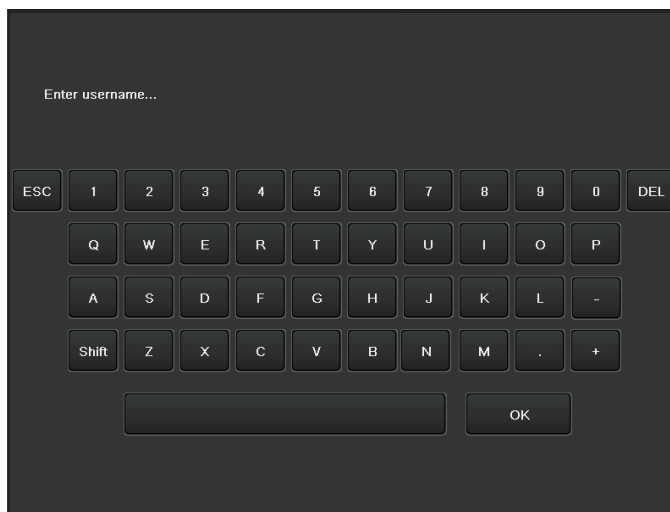 Enter username...
ESC 1 2 3 4 5 6 7 8 9 0 DEL
Q W E R T Y U I O P
A S D F G H J K L -
Shift Z X C V B N M . +
OK